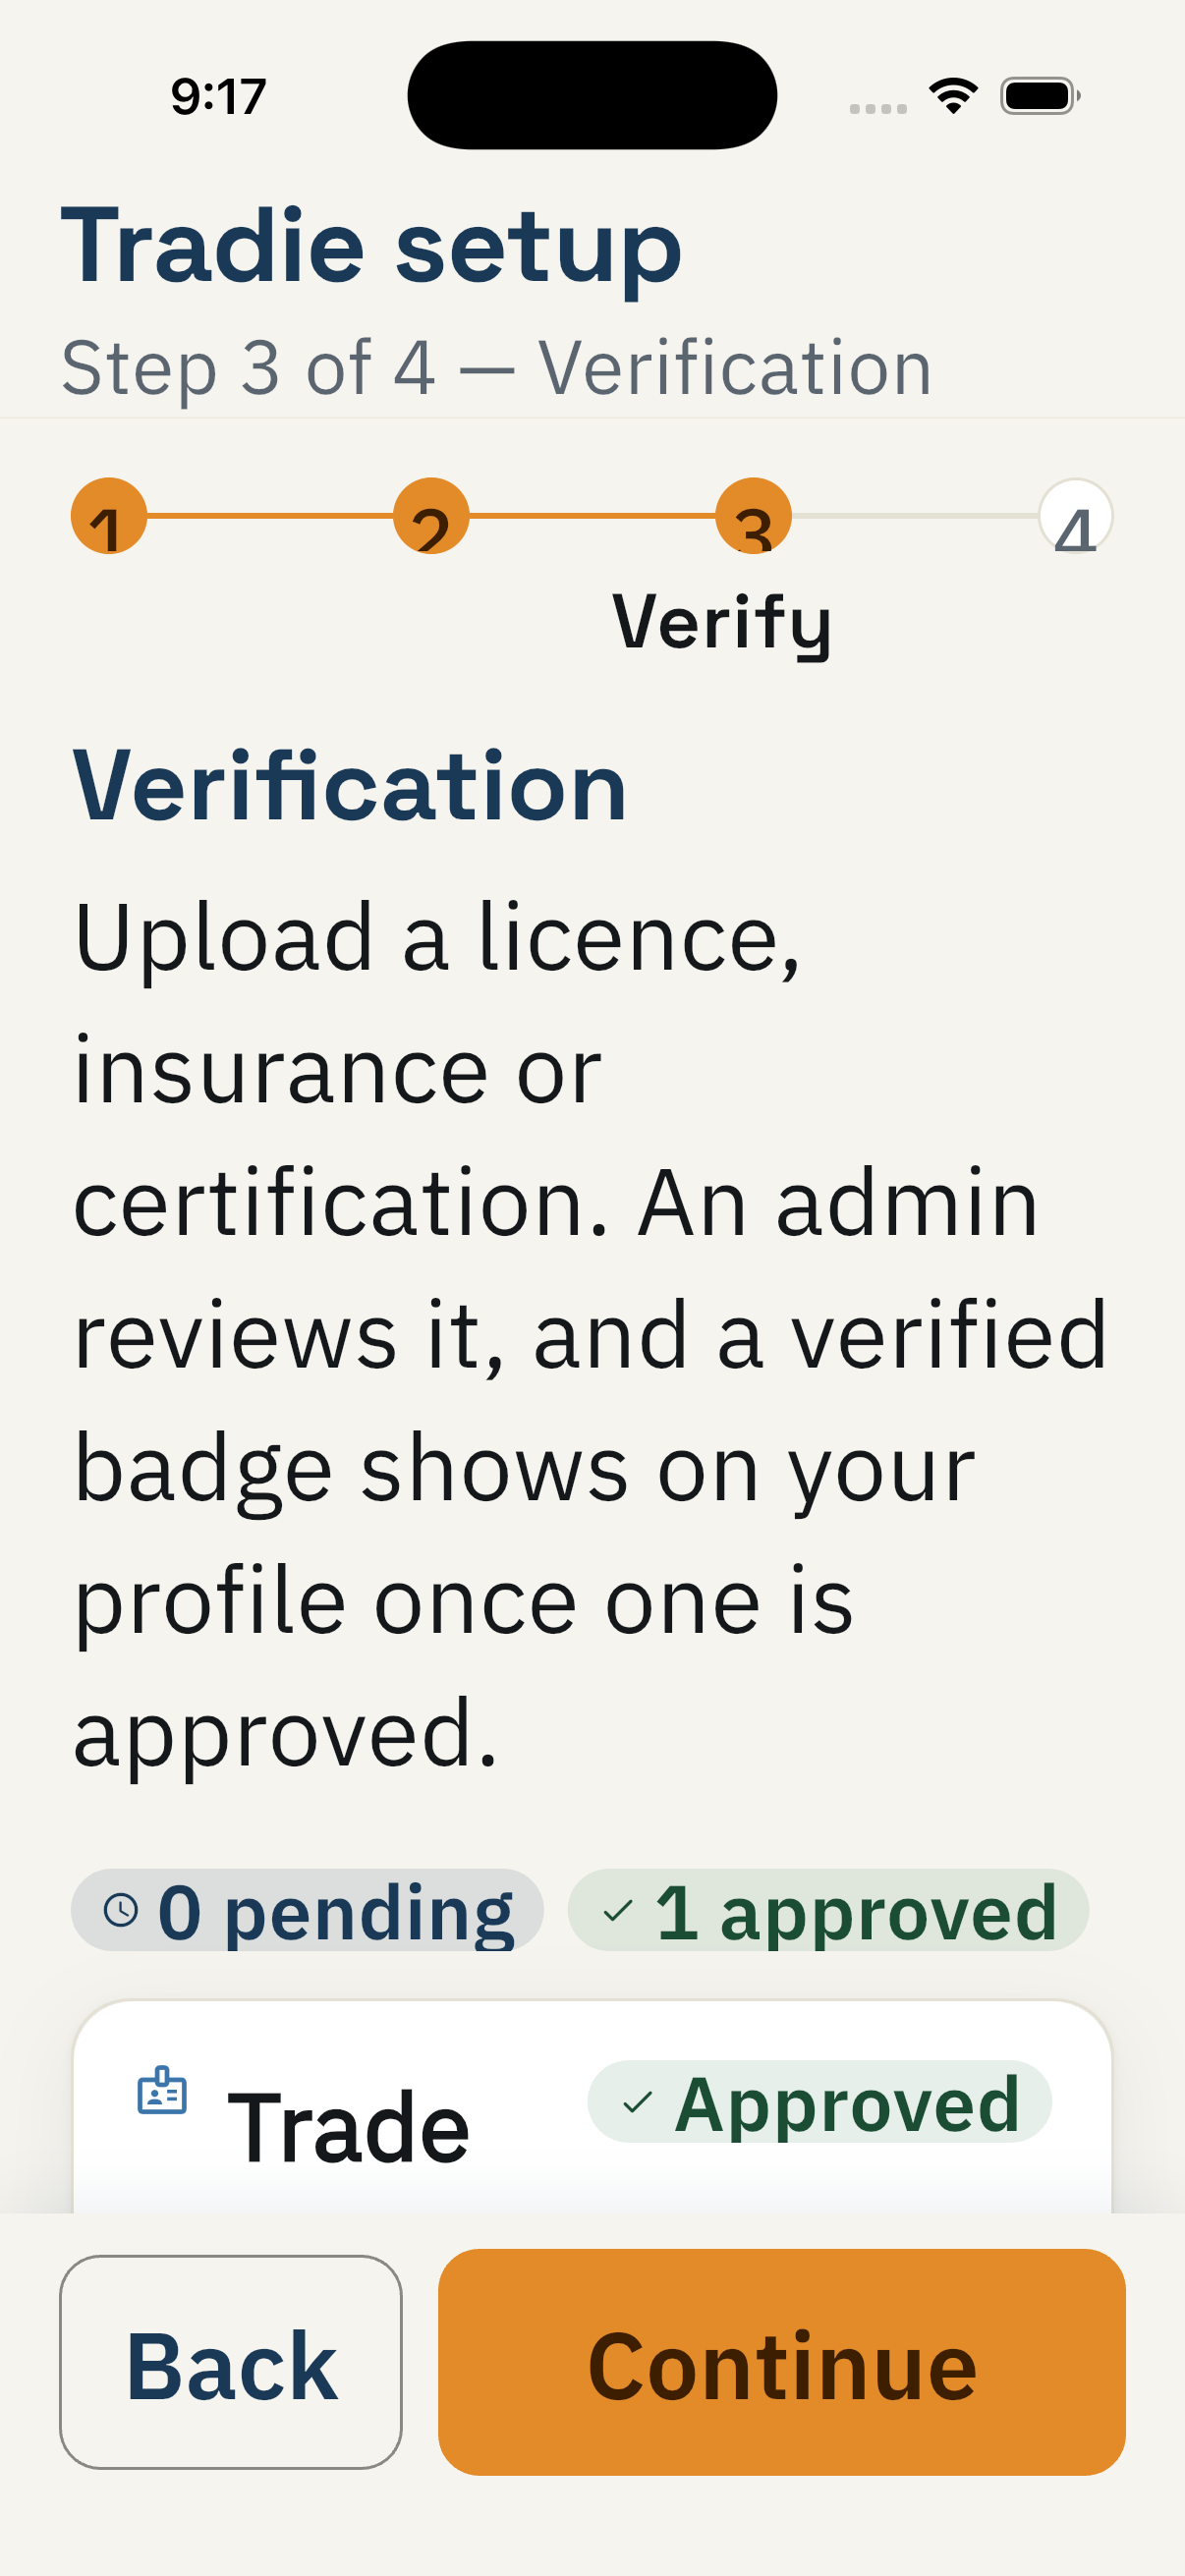 9:17
Tradie setup
Step 3 of 4 — Verification
1 2 3 4
Verify
Verification
Upload a licence,
insurance or
certification. An admin
reviews it, and a verified
badge shows on your
profile once one is
approved.
0 pending 1 approved
Trade Approved
Back Continue